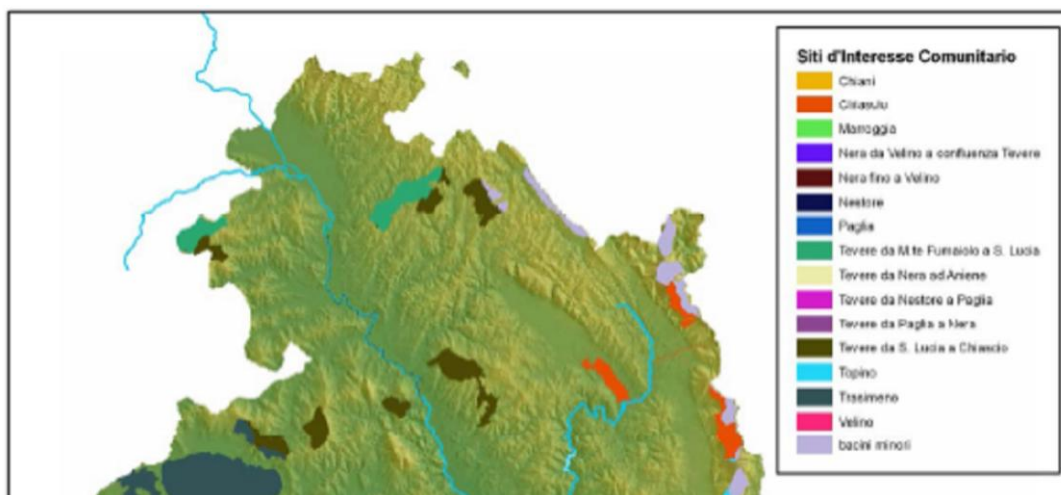 Siti d'Interesse Comunitario
Chiani
Chiascio
Marroggia
Nera da Velino a confluenza Tevere
Nera fino a Velino
Nestore
Paglia
Tevere da M.te Fumaiolo a S. Lucia
Tevere da Nera ad Aniene
Tevere da Nestore a Paglia
Tevere da Paglia a Nera
Tevere da S. Lucia a Chiascio
Topino
Trasimeno
Velino
bacini minori